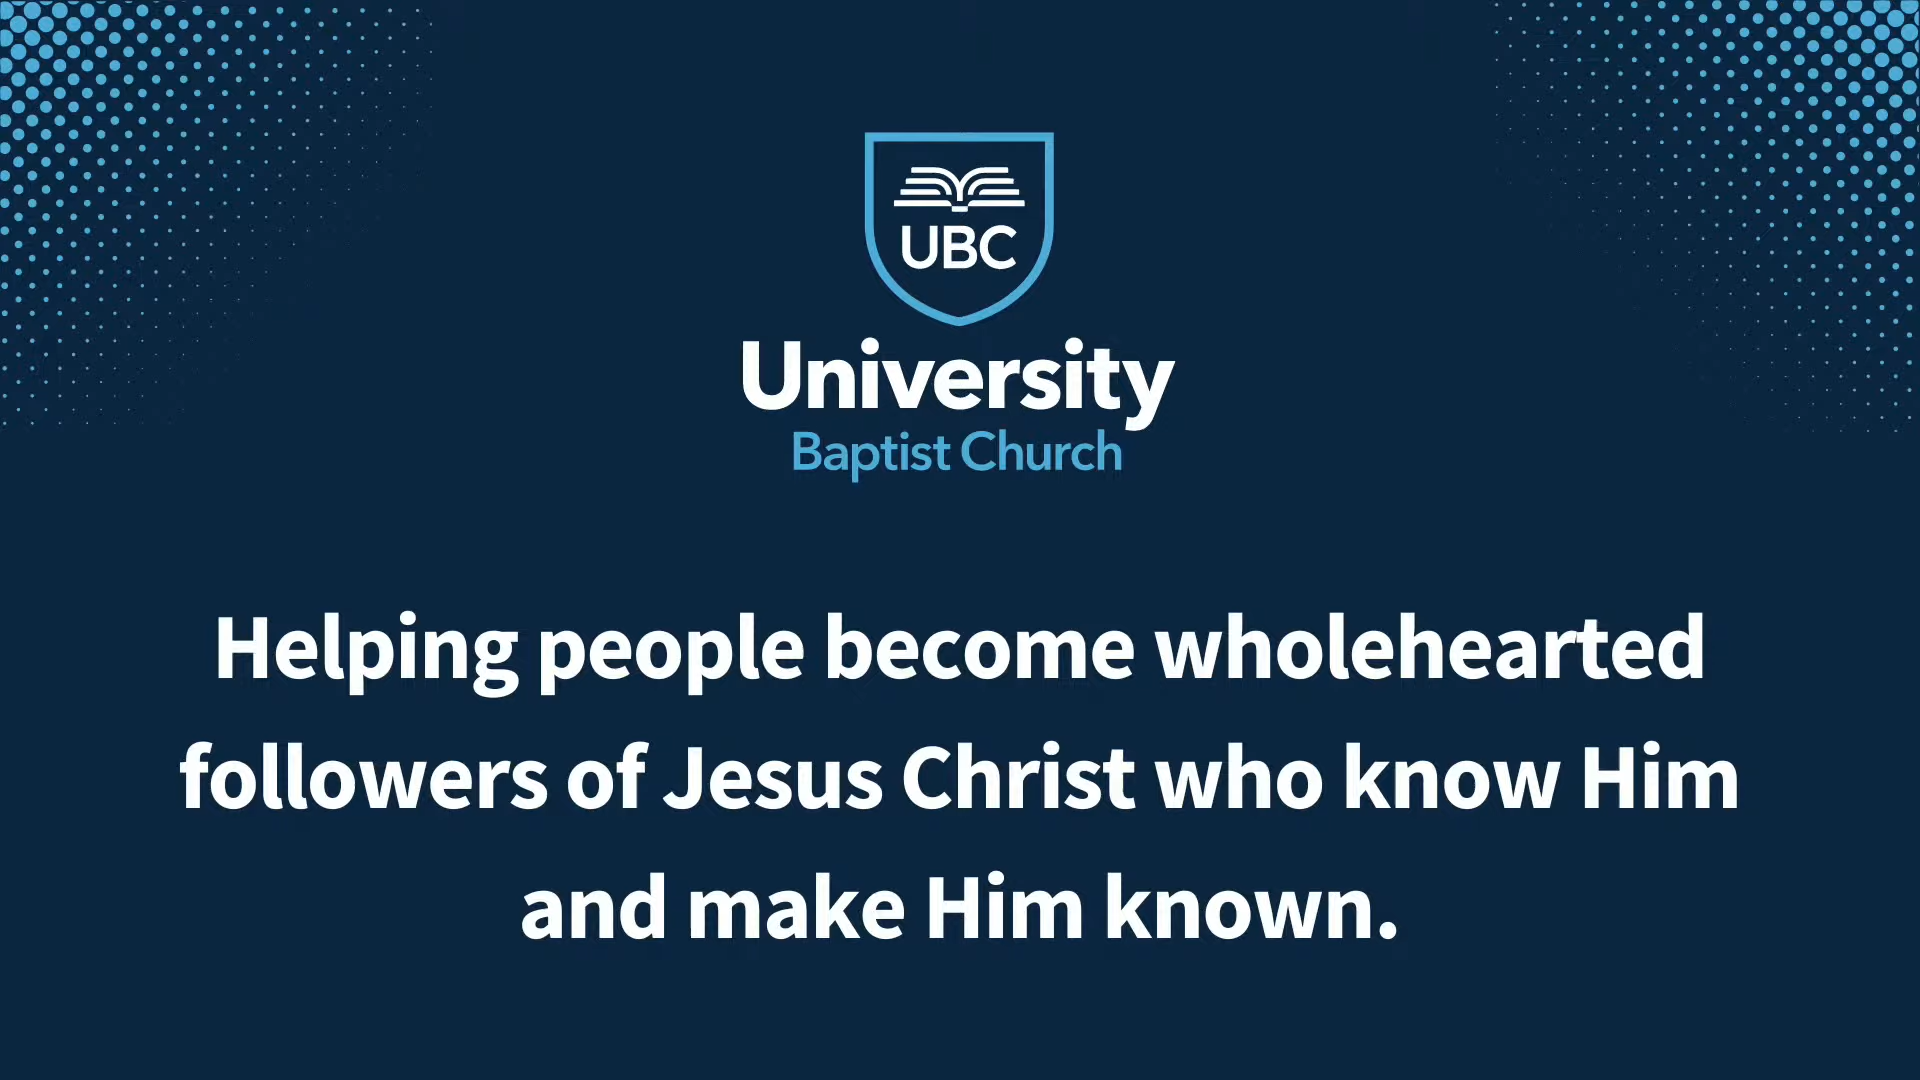 UBC
University
Baptist Church
Helping people become wholehearted
followers of Jesus Christ who know Him
and make Him known.